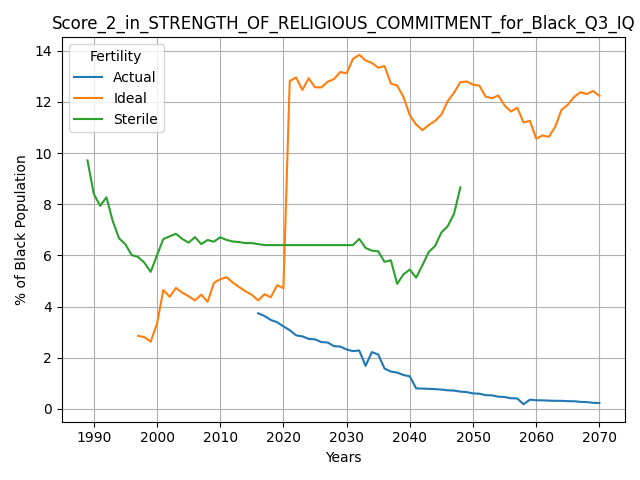 Score_2_in_STRENGTH_OF_RELIGIOUS_COMMITMENT_for_Black_Q3_IQ
Fertility
Actual
Ideal
Sterile
% of Black Population
14
12
10
8
6
4
2
0
1990 2000 2010 2020 2030 2040 2050 2060 2070
Years